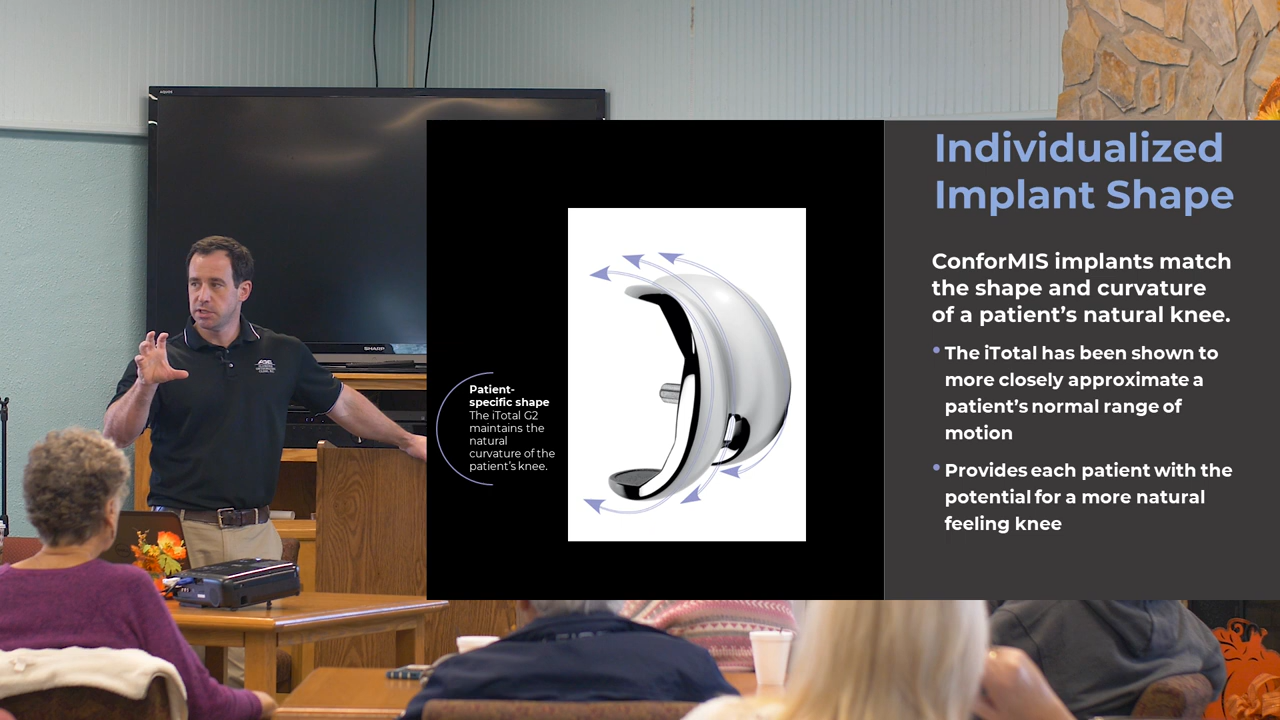 SHARP
Individualized
Implant Shape
ConforMIS implants match
the shape and curvature
of a patient’s natural knee.
• The iTotal has been shown to
more closely approximate a
patient’s normal range of
motion
• Provides each patient with the
potential for a more natural
feeling knee
Patient-
specific shape
The iTotal G2
maintains the
natural
curvature of the
patient’s knee.